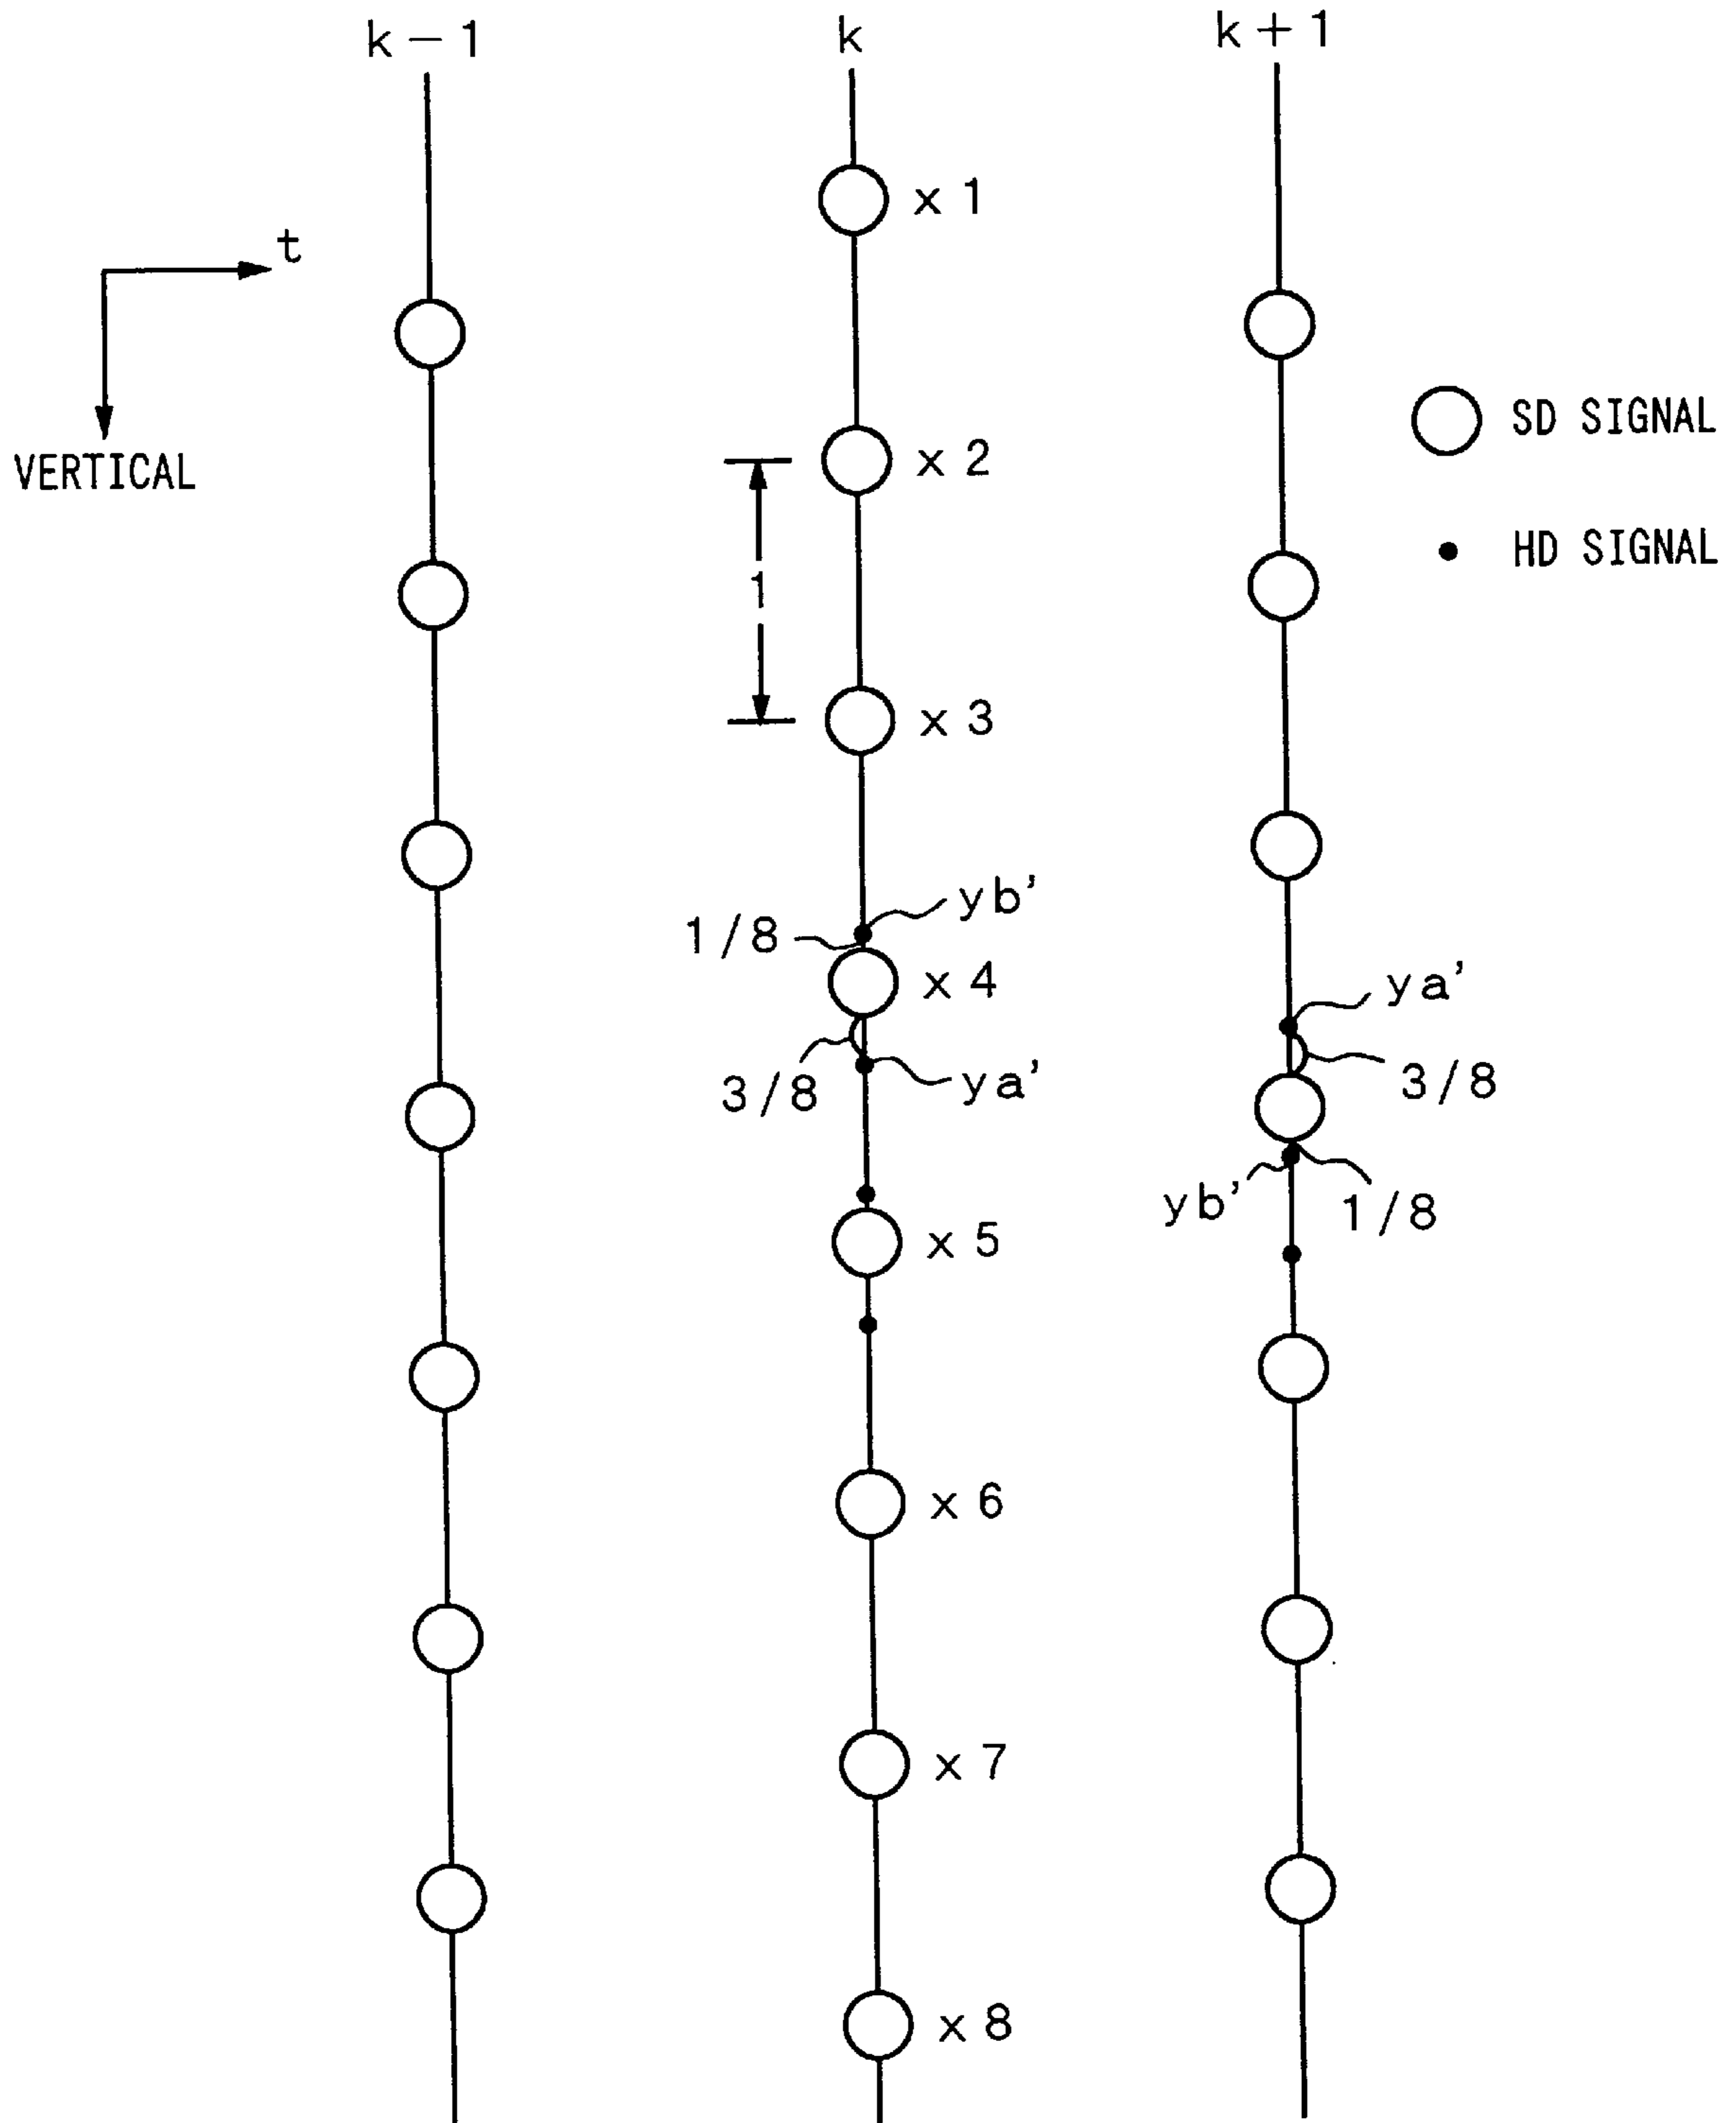 k-1
k
k+1
x 1
t
x 2
SD SIGNAL
VERTICAL
HD SIGNAL
1
x 3
yb'
1/8
x 4
ya'
3/8
ya'
3/8
yb'
1/8
x 5
x 6
x 7
x 8